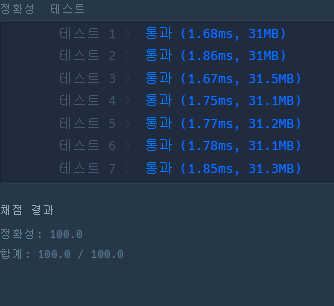 정확성 테스트
테스트 1 〉 통과 (1.68ms, 31MB)
테스트 2 〉 통과 (1.86ms, 31MB)
테스트 3 〉 통과 (1.67ms, 31.5MB)
테스트 4 〉 통과 (1.75ms, 31.1MB)
테스트 5 〉 통과 (1.77ms, 31.2MB)
테스트 6 〉 통과 (1.78ms, 31.1MB)
테스트 7 〉 통과 (1.85ms, 31.3MB)
채점 결과
정확성: 100.0
합계: 100.0 / 100.0